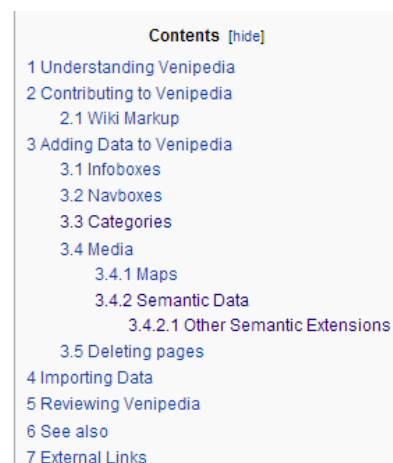 Contents [hide]
1 Understanding Venipedia
2 Contributing to Venipedia
2.1 Wiki Markup
3 Adding Data to Venipedia
3.1 Infoboxes
3.2 Navboxes
3.3 Categories
3.4 Media
3.4.1 Maps
3.4.2 Semantic Data
3.4.2.1 Other Semantic Extensions
3.5 Deleting pages
4 Importing Data
5 Reviewing Venipedia
6 See also
7 External Links